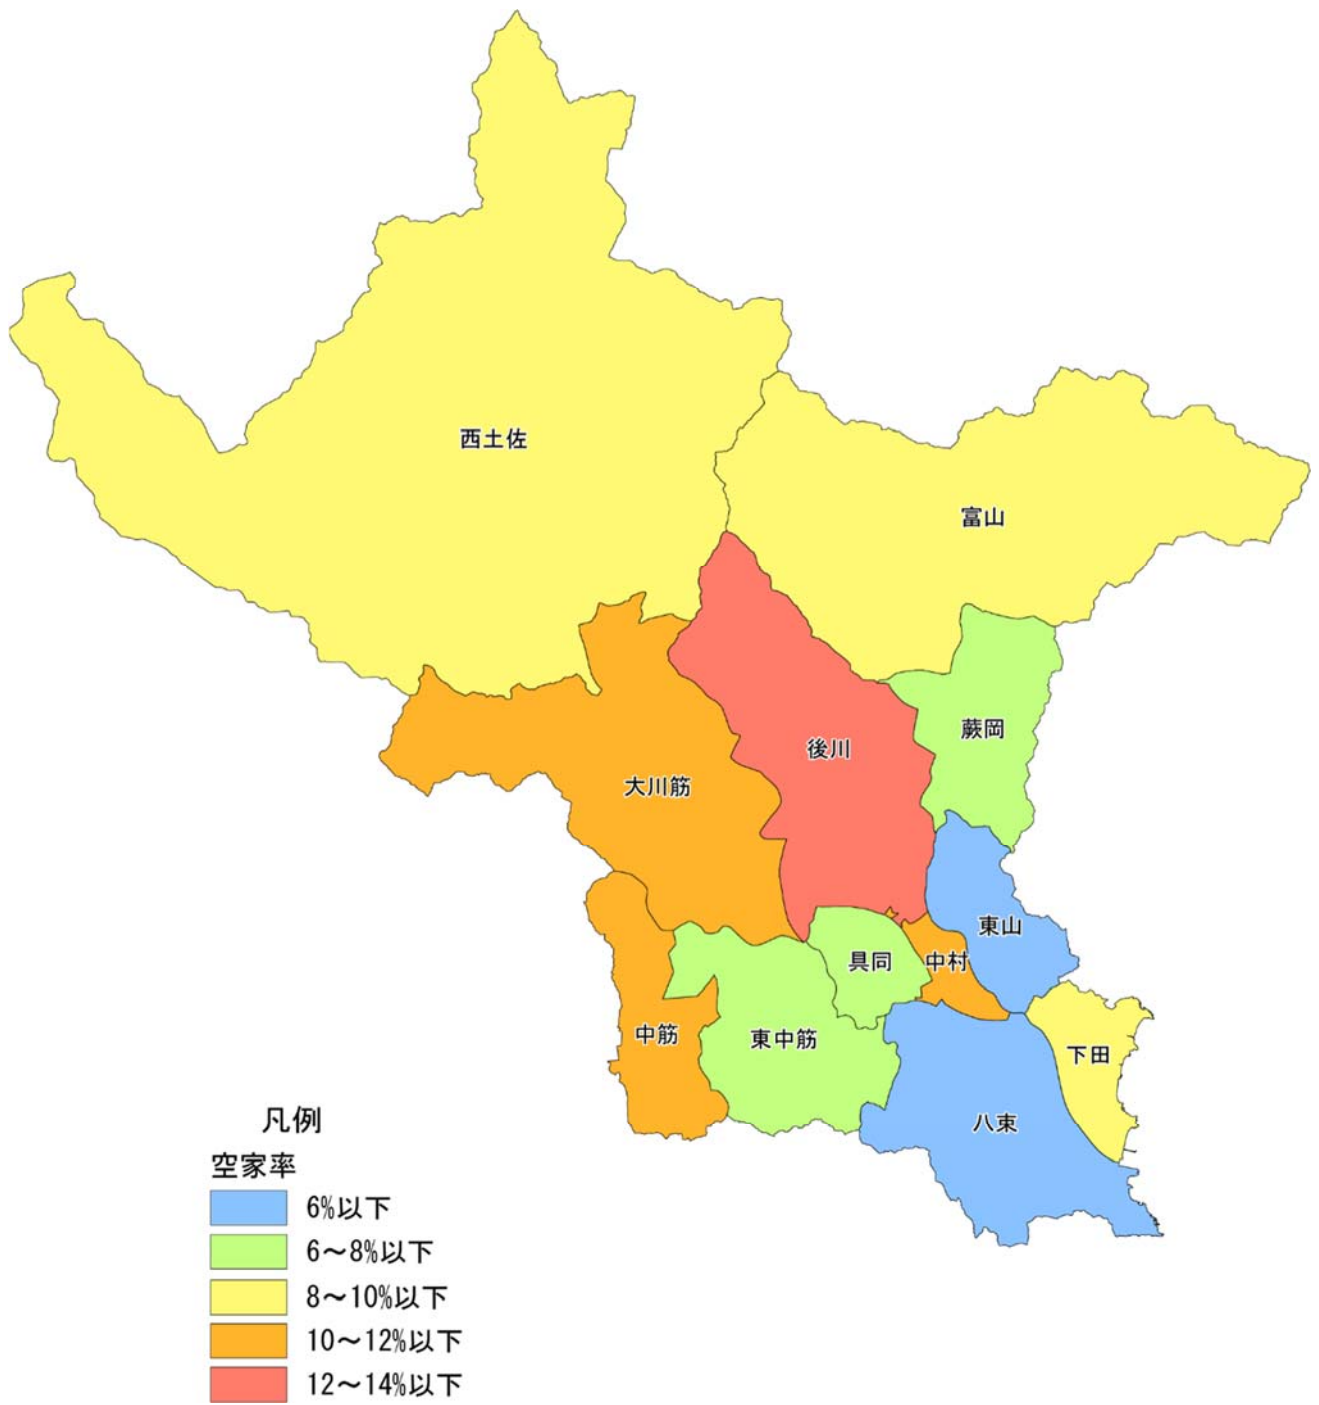 西土佐
富山
蕨岡
後川
大川筋
東山
具同
中村
中筋
東中筋
下田
八束
凡例
空家率
6%以下
6～8%以下
8～10%以下
10～12%以下
12～14%以下